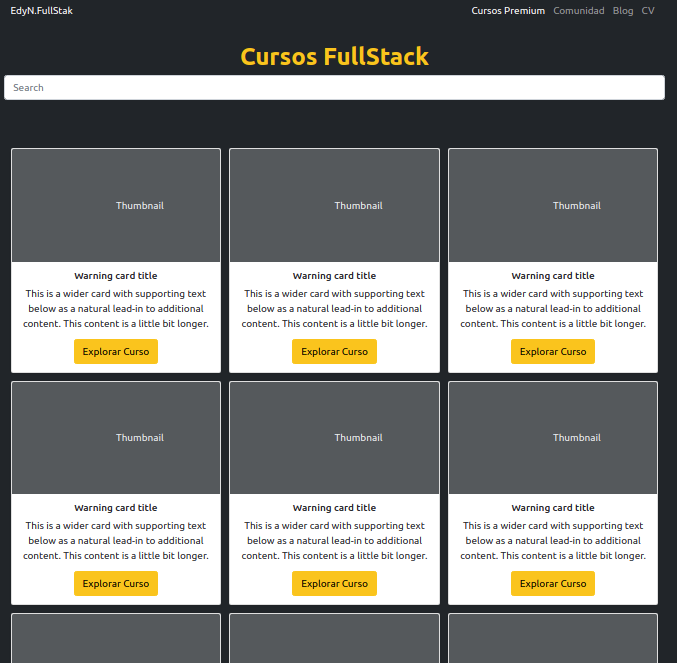 EdyN.FullStak
Cursos Premium Comunidad Blog CV
Cursos FullStack
Search
Thumbnail
Warning card title
This is a wider card with supporting text
below as a natural lead-in to additional
content. This content is a little bit longer.
Explorar Curso
Thumbnail
Warning card title
This is a wider card with supporting text
below as a natural lead-in to additional
content. This content is a little bit longer.
Explorar Curso
Thumbnail
Warning card title
This is a wider card with supporting text
below as a natural lead-in to additional
content. This content is a little bit longer.
Explorar Curso
Thumbnail
Warning card title
This is a wider card with supporting text
below as a natural lead-in to additional
content. This content is a little bit longer.
Explorar Curso
Thumbnail
Warning card title
This is a wider card with supporting text
below as a natural lead-in to additional
content. This content is a little bit longer.
Explorar Curso
Thumbnail
Warning card title
This is a wider card with supporting text
below as a natural lead-in to additional
content. This content is a little bit longer.
Explorar Curso